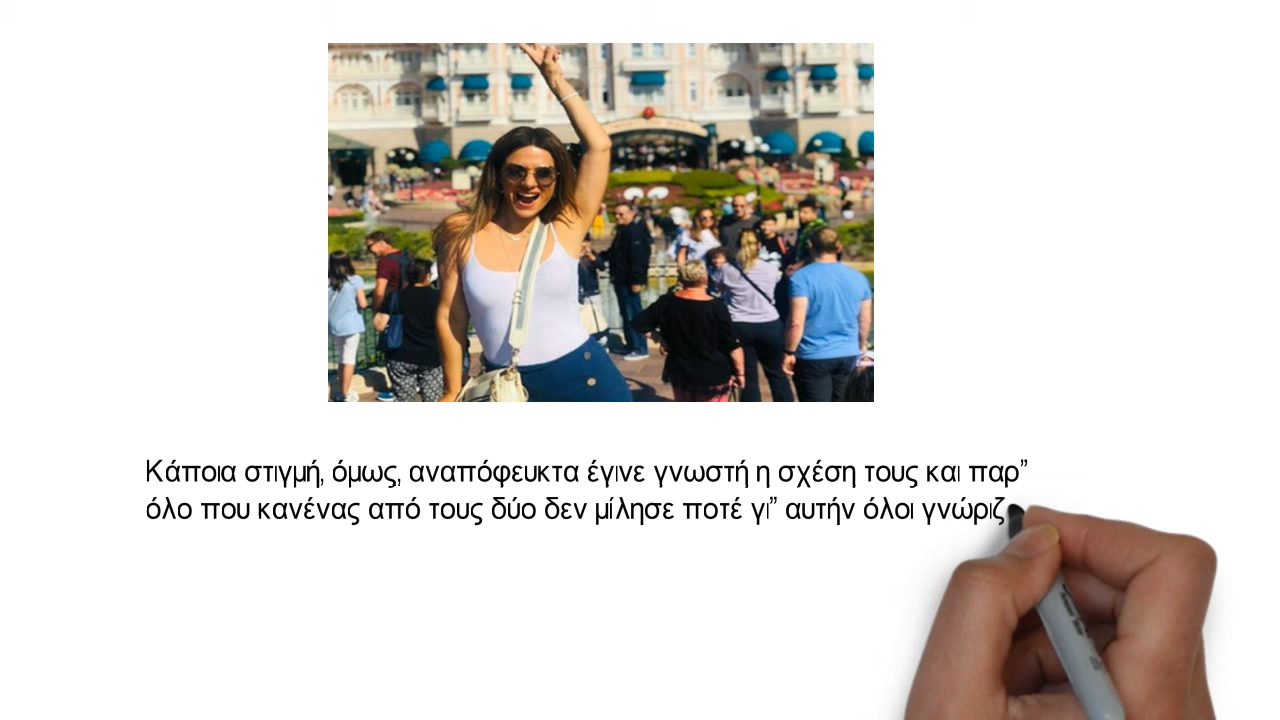 Κάποια στιγμή, όμως, αναπόφευκτα έγινε γνωστή η σχέση τους και παρ”
όλο που κανένας από τους δύο δεν μίλησε ποτέ γι” αυτήν όλοι γνώριζ